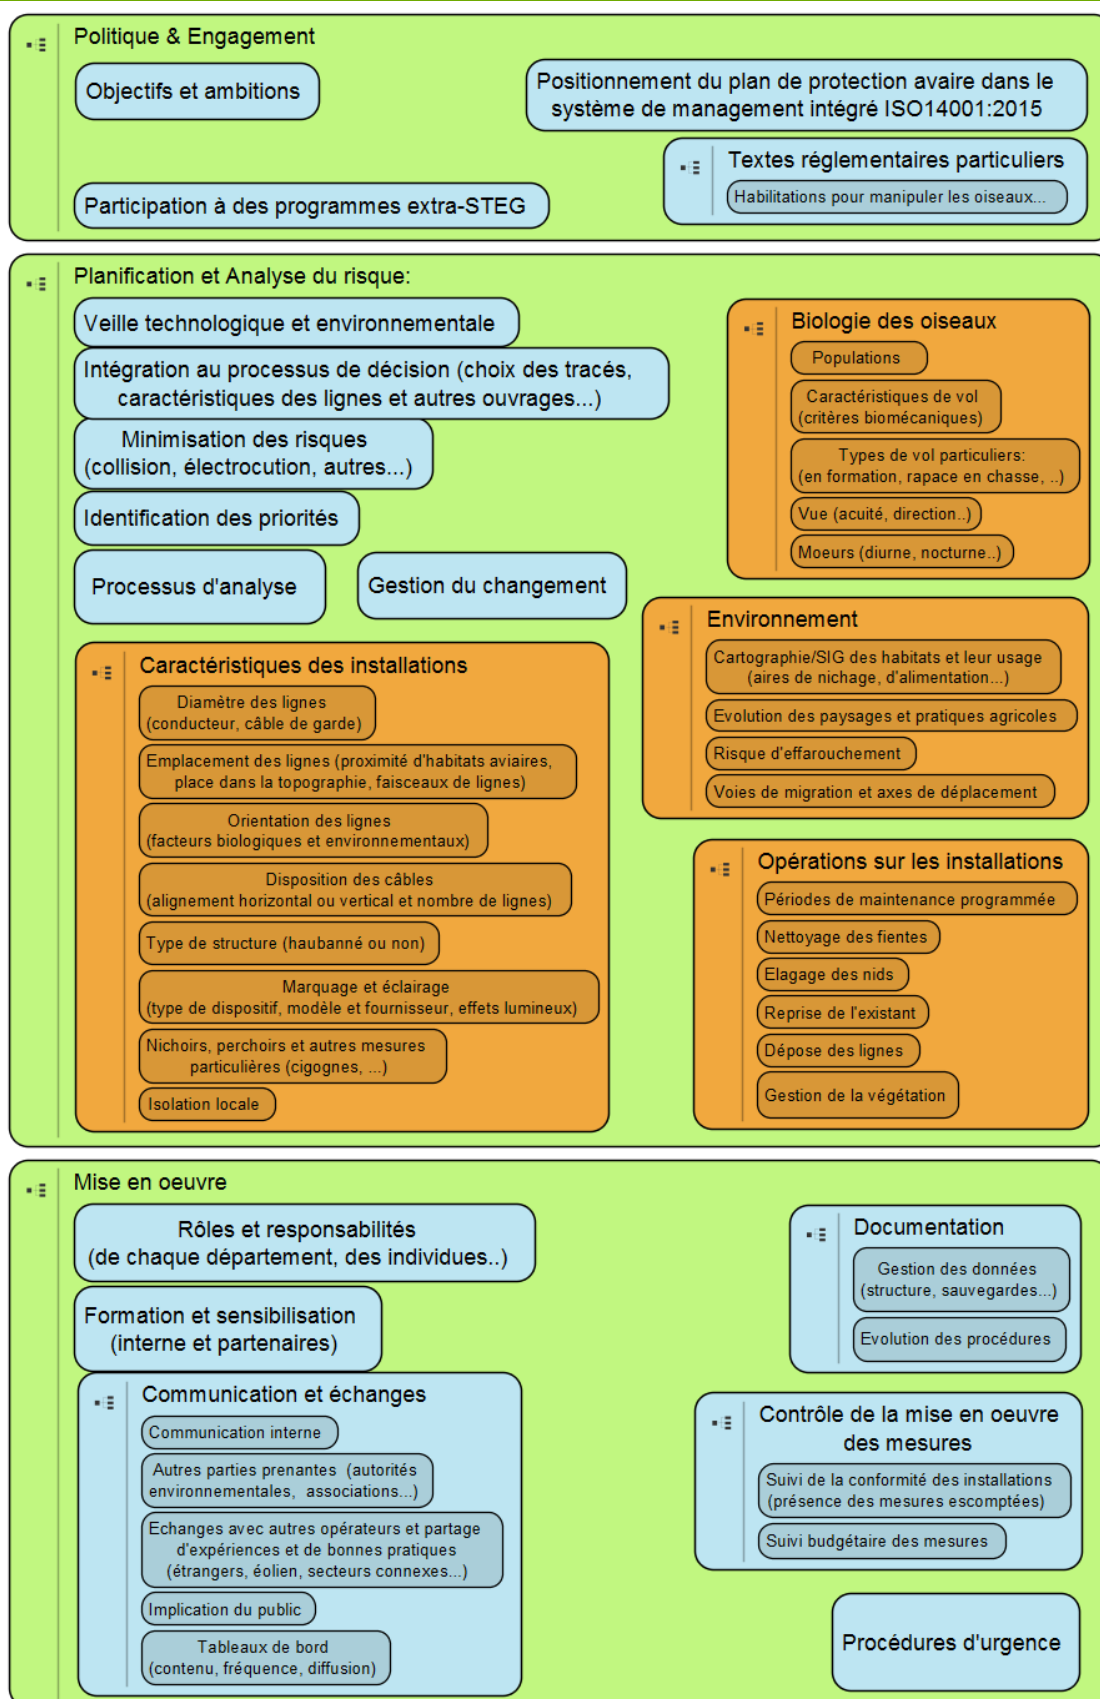 Politique & Engagement
Objectifs et ambitions
Positionnement du plan de protection avaire dans le
système de management intégré ISO14001:2015
Textes réglementaires particuliers
Habilitations pour manipuler les oiseaux...
Participation à des programmes extra-STEG
Planification et Analyse du risque:
Veille technologique et environnementale
Intégration au processus de décision (choix des tracés,
caractéristiques des lignes et autres ouvrages...)
Minimisation des risques
(collision, électrocution, autres...)
Identification des priorités
Processus d'analyse
Gestion du changement
Biologie des oiseaux
Populations
Caractéristiques de vol
(critères biomécaniques)
Types de vol particuliers:
(en formation, rapace en chasse, ..)
Vue (acuité, direction..)
Moeurs (diurne, nocturne..)
Environnement
Cartographie/SIG des habitats et leur usage
(aires de nichage, d'alimentation...)
Evolution des paysages et pratiques agricoles
Risque d'effarouchement
Voies de migration et axes de déplacement
Caractéristiques des installations
Diamètre des lignes
(conducteur, câble de garde)
Emplacement des lignes (proximité d'habitats aviaires,
place dans la topographie, faisceaux de lignes)
Orientation des lignes
(facteurs biologiques et environnementaux)
Disposition des câbles
(alignement horizontal ou vertical et nombre de lignes)
Type de structure (haubanné ou non)
Marquage et éclairage
(type de dispositif, modèle et fournisseur, effets lumineux)
Nichoirs, perchoirs et autres mesures
particulières (cigognes, ...)
Isolation locale
Opérations sur les installations
Périodes de maintenance programmée
Nettoyage des fientes
Elagage des nids
Reprise de l'existant
Dépose des lignes
Gestion de la végétation
Mise en oeuvre
Rôles et responsabilités
(de chaque département, des individues..)
Formation et sensibilisation
(interne et partenaires)
Communication et échanges
Communication interne
Autres parties prenantes (autorités
environnementales, associations...)
Echanges avec autres opérateurs et partage
d'expériences et de bonnes pratiques
(étrangers, éolien, secteurs connexes...)
Implication du public
Tableaux de bord
(contenu, fréquence, diffusion)
Documentation
Gestion des données
(structure, sauvegardes...)
Evolution des procédures
Contrôle de la mise en oeuvre
des mesures
Suivi de la conformité des installations
(présence des mesures escomptées)
Suivi budgétaire des mesures
Procédures d'urgence